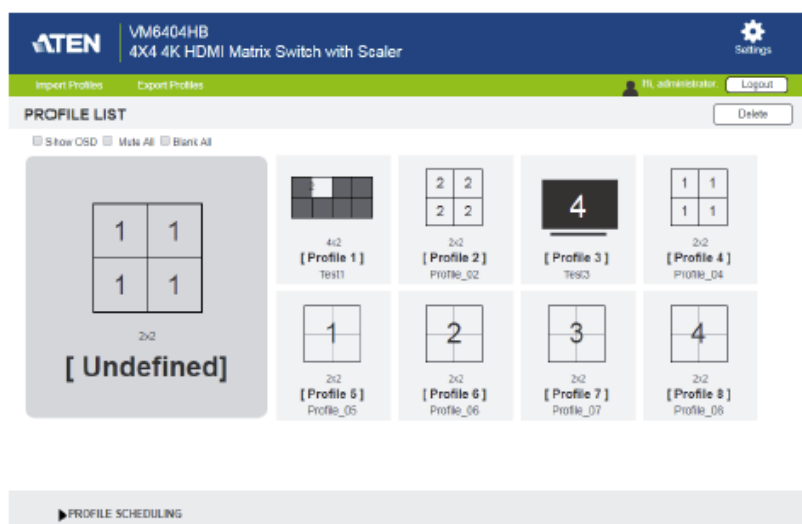 ATEN
VM6404HB
4X4 4K HDMI Matrix Switch with Scaler
Settings
Import Profiles Export Profiles
Hi, administrator. Logout
PROFILE LIST
Delete
Show OSD Mute All Blank All
1 1
1 1
2x2
[ Undefined]
2
4x2
[ Profile 1 ]
Test1
2 2
2 2
2x2
[ Profile 2 ]
Profile_02
4
[ Profile 3 ]
Test3
1 1
1 1
2x2
[ Profile 4 ]
Profile_04
1
2x2
[ Profile 5 ]
Profile_05
2
2x2
[ Profile 6 ]
Profile_06
3
2x2
[ Profile 7 ]
Profile_07
4
2x2
[ Profile 8 ]
Profile_08
PROFILE SCHEDULING